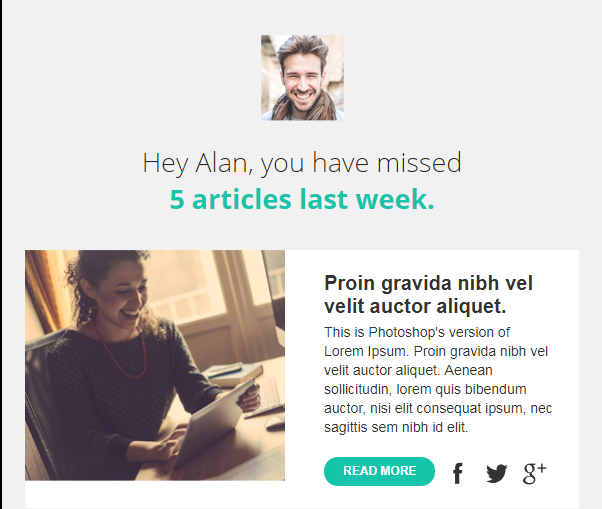 Hey Alan, you have missed
5 articles last week.
Proin gravida nibh vel
velit auctor aliquet.
This is Photoshop's version of
Lorem Ipsum. Proin gravida nibh vel
velit auctor aliquet. Aenean
sollicitudin, lorem quis bibendum
auctor, nisi elit consequat ipsum, nec
sagittis sem nibh id elit.
READ MORE